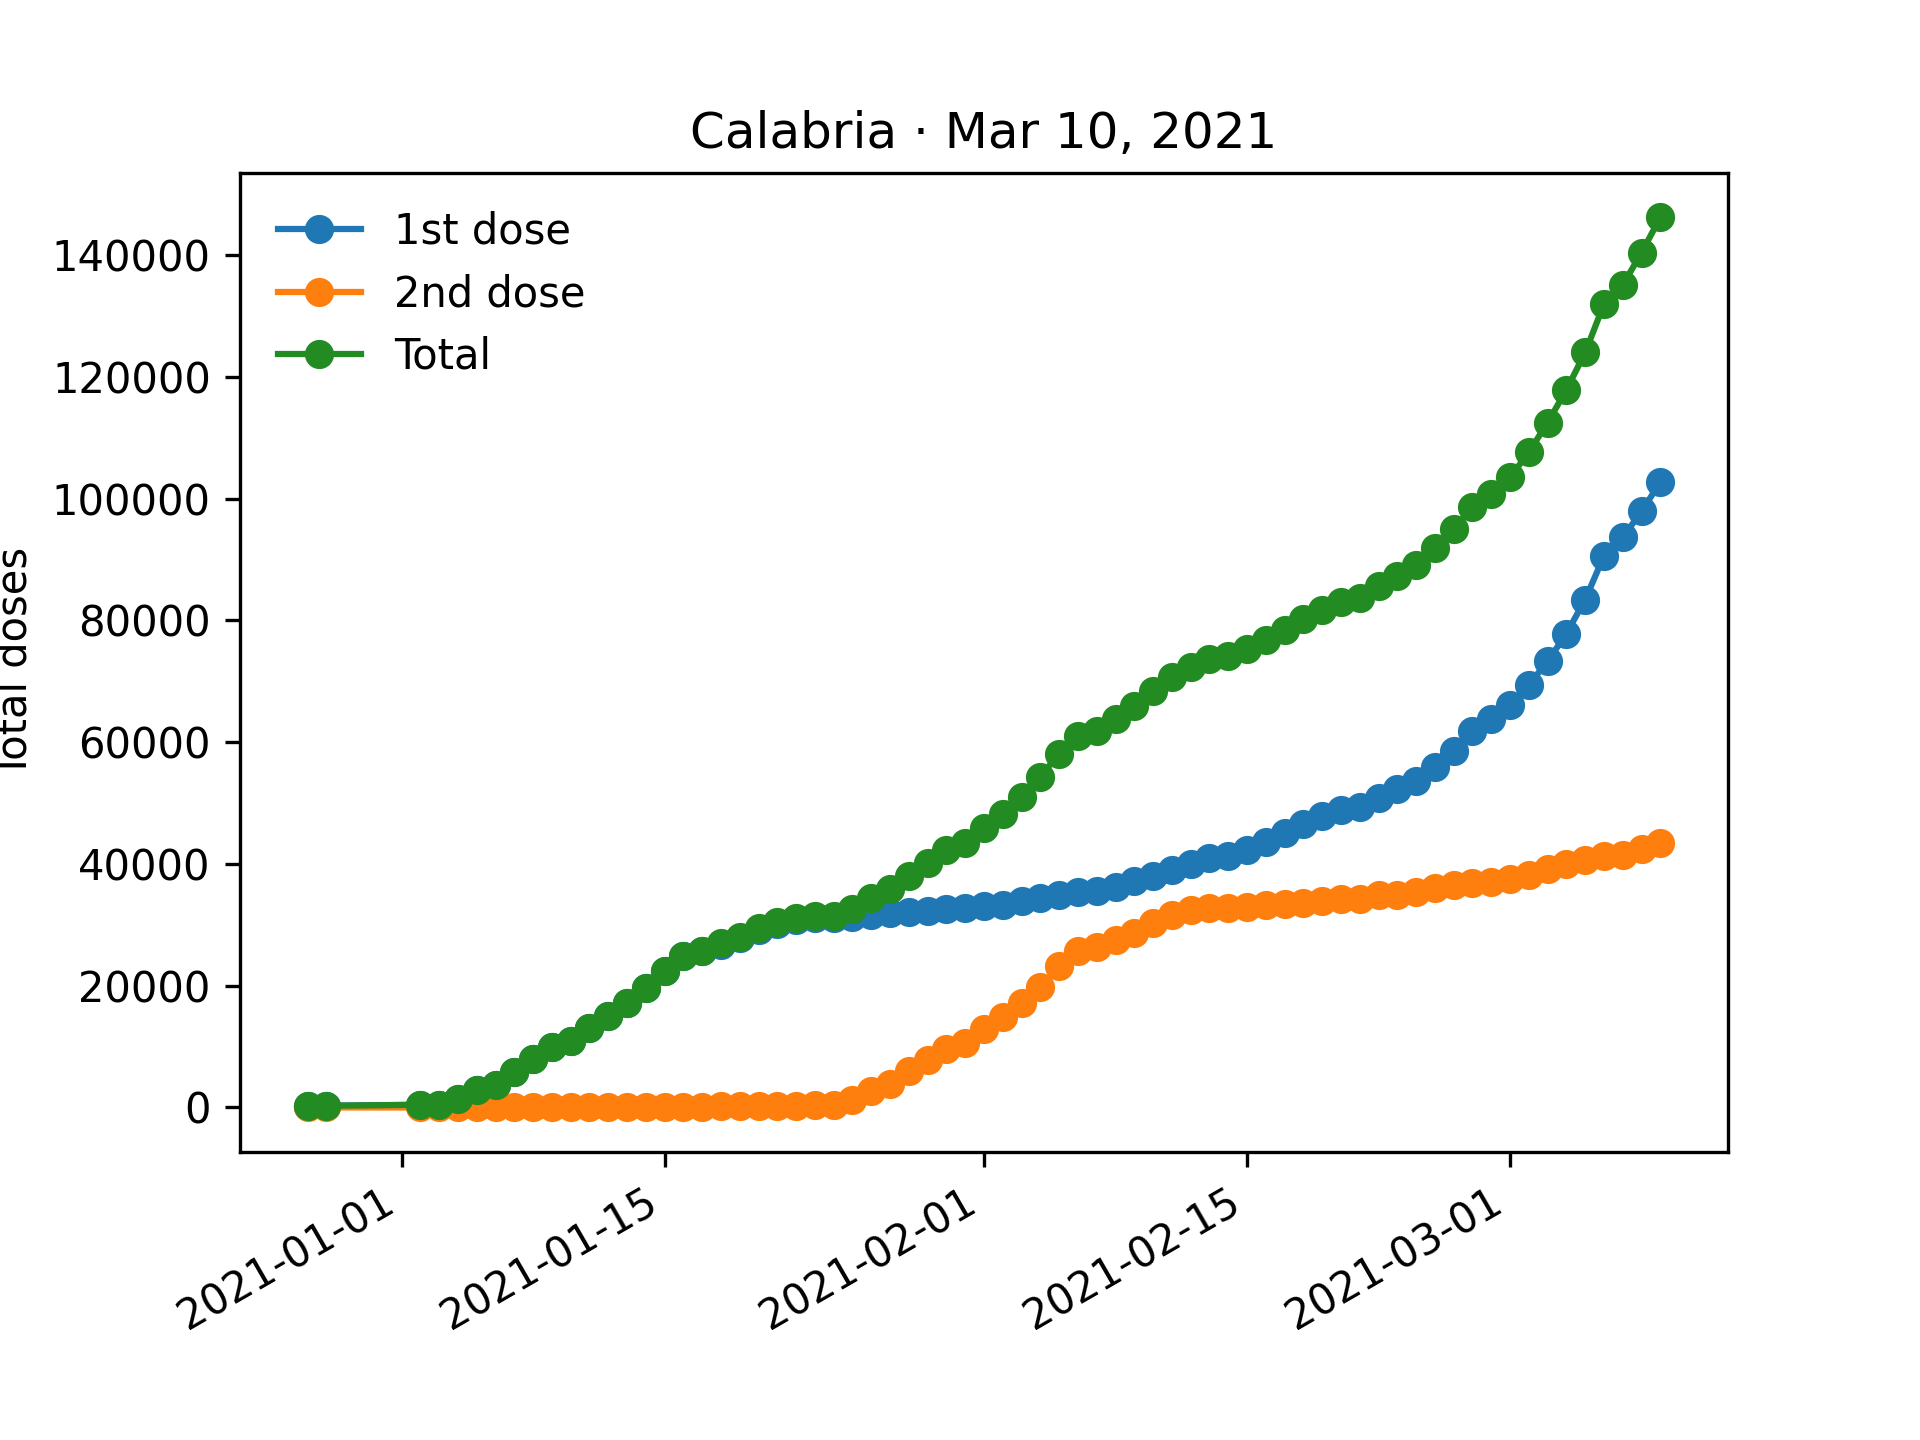 Calabria · Mar 10, 2021
1st dose
2nd dose
Total
Total doses
140000
120000
100000
80000
60000
40000
20000
0
2021-01-01
2021-01-15
2021-02-01
2021-02-15
2021-03-01